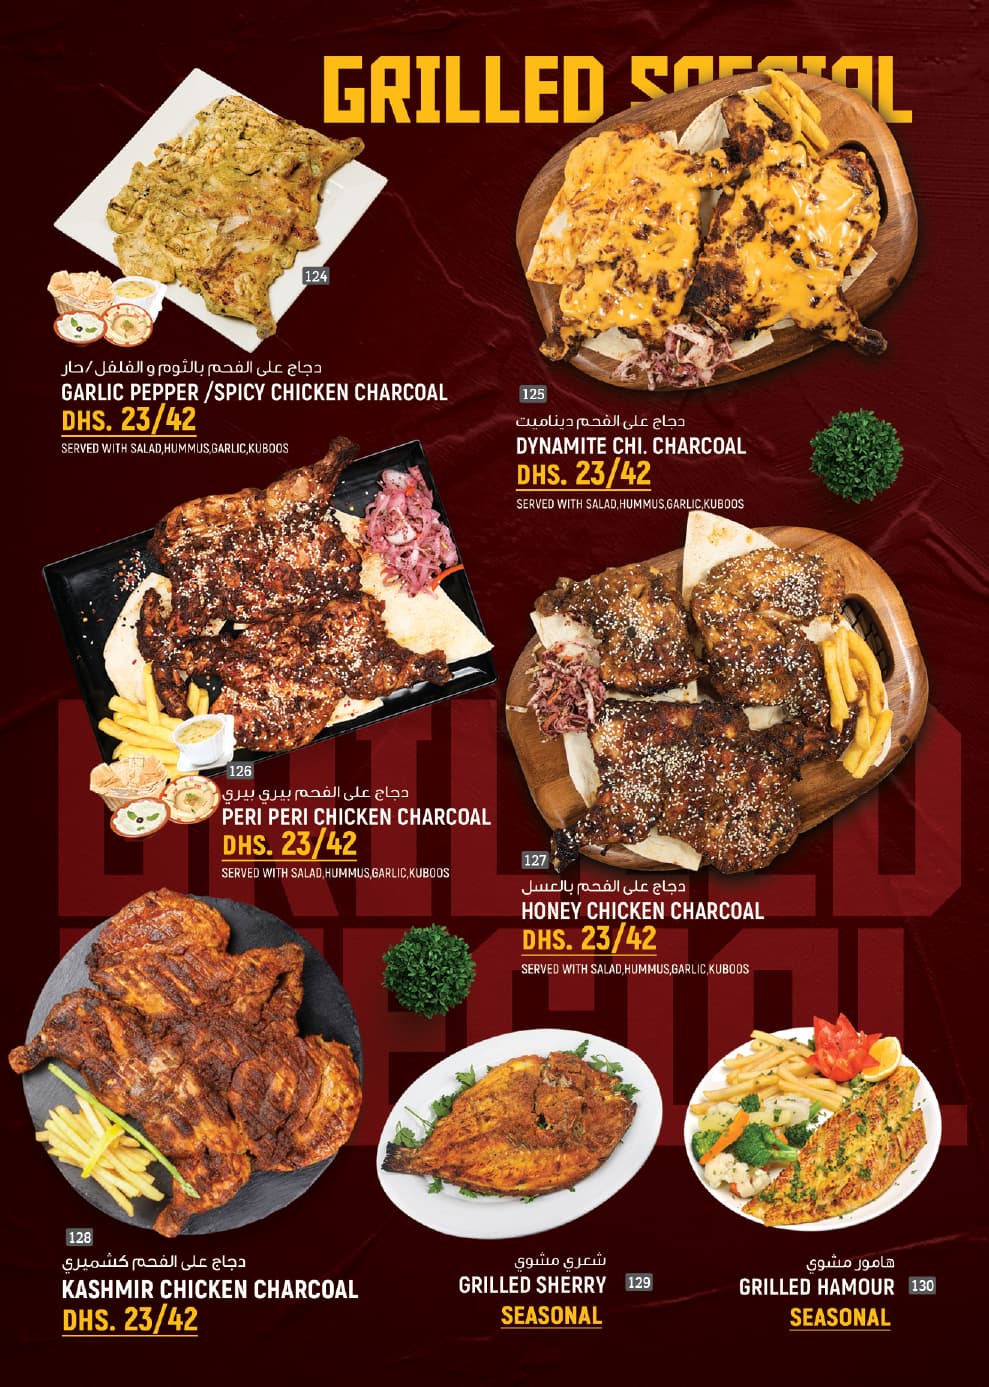 GRILLED SPECIAL
124
دجاج على الفحم بالثوم و الفلفل/حار
GARLIC PEPPER /SPICY CHICKEN CHARCOAL
DHS. 23/42
SERVED WITH SALAD,HUMMUS,GARLIC,KUBOOS
125
دجاج على الفحم ديناميت
DYNAMITE CHI. CHARCOAL
DHS. 23/42
SERVED WITH SALAD,HUMMUS,GARLIC,KUBOOS
126
دجاج على الفحم بيري بيري
PERI PERI CHICKEN CHARCOAL
DHS. 23/42
SERVED WITH SALAD,HUMMUS,GARLIC,KUBOOS
127
دجاج على الفحم بالعسل
HONEY CHICKEN CHARCOAL
DHS. 23/42
SERVED WITH SALAD,HUMMUS,GARLIC,KUBOOS
GRILLED
SPECIAL
128
دجاج على الفحم كشميري
KASHMIR CHICKEN CHARCOAL
DHS. 23/42
شعري مشوي
GRILLED SHERRY 129
SEASONAL
هامور مشوي
GRILLED HAMOUR 130
SEASONAL